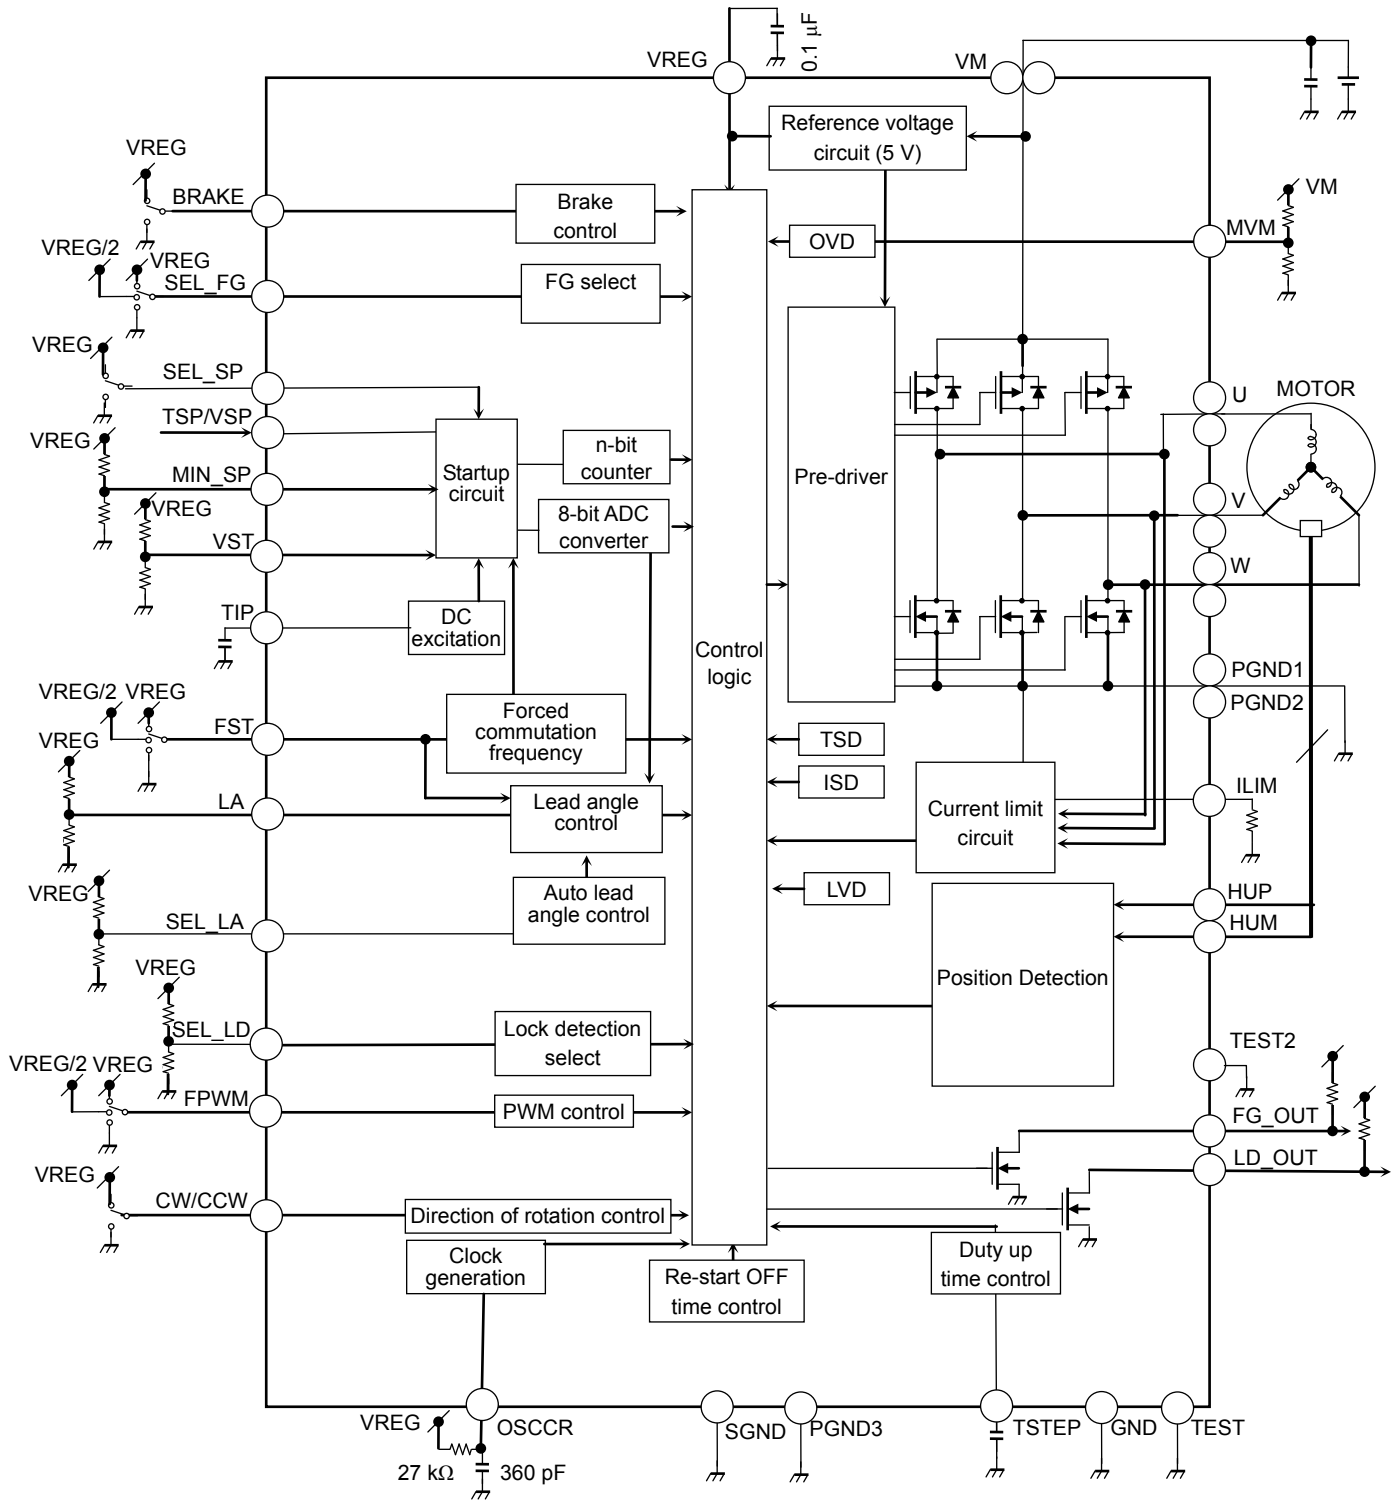 VREG
0.1 μF
VM
Reference voltage
circuit (5 V)
VREG
BRAKE
Brake
control
VM
MVM
OVD
VREG/2
VREG
SEL_FG
FG select
VREG
SEL_SP
TSP/VSP
VREG
MIN_SP
VREG
VST
Startup
circuit
n-bit
counter
8-bit ADC
converter
Pre-driver
U
MOTOR
V
W
TIP
DC
excitation
Control
logic
PGND1
PGND2
VREG/2
VREG
FST
Forced
commutation
frequency
TSD
ISD
VREG
LA
Lead angle
control
Current limit
circuit
ILIM
LVD
VREG
SEL_LA
Auto lead
angle control
HUP
HUM
Position Detection
VREG
SEL_LD
Lock detection
select
TEST2
VREG/2
VREG
FPWM
PWM control
FG_OUT
LD_OUT
VREG
CW/CCW
Direction of rotation control
Clock
generation
Re-start OFF
time control
Duty up
time control
VREG
OSCCR
27 kΩ
360 pF
SGND
PGND3
TSTEP
GND
TEST